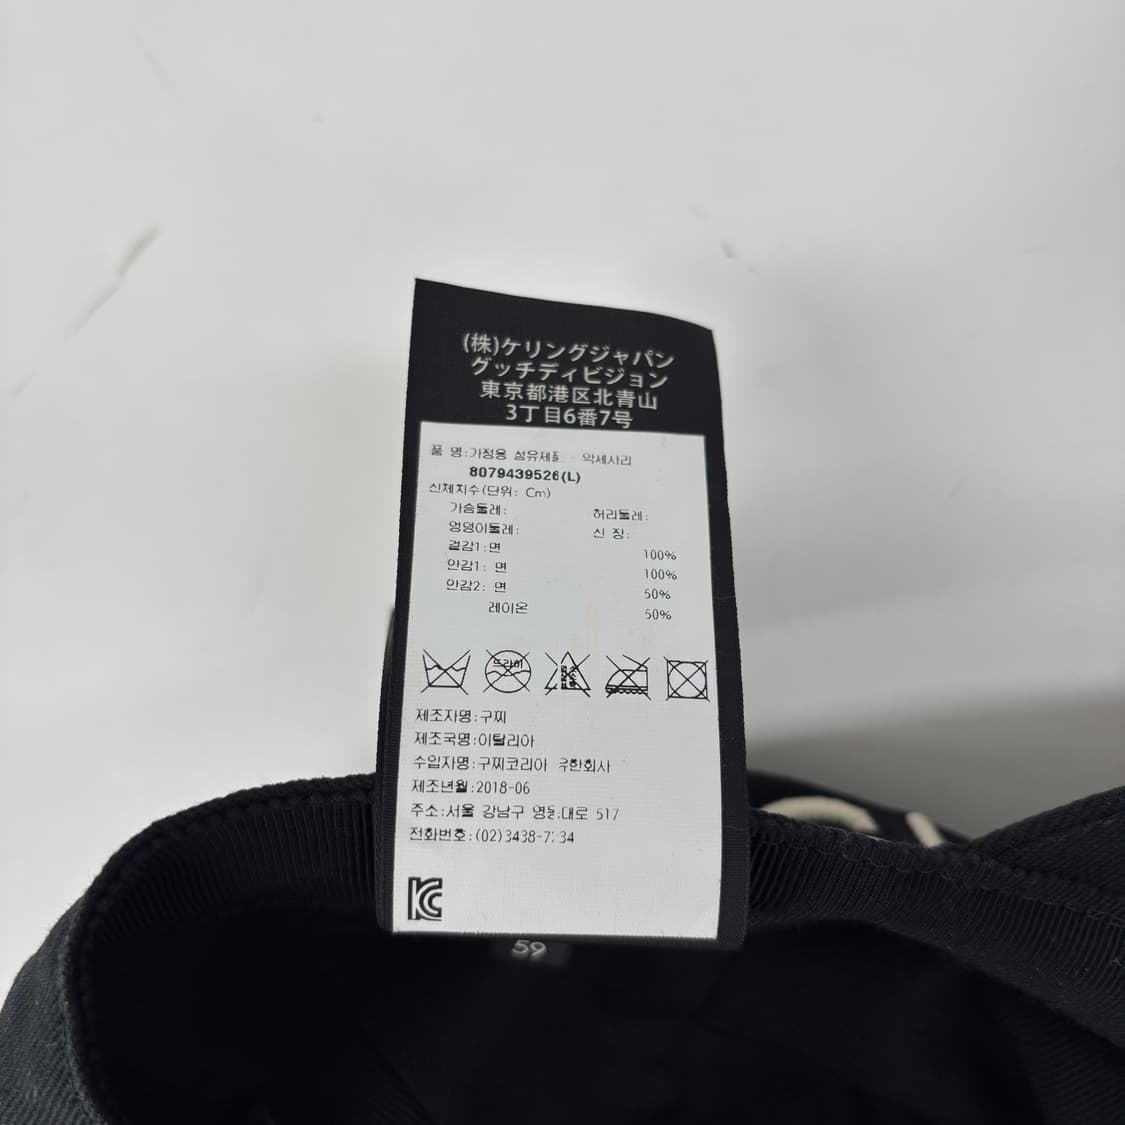 (株)ケリングジャパン
グッチディビジョン
東京都港区北青山
3丁目6番7号
품 명:가정용 섬유제품 - 악세사리
8079439526(L)
신체치수(단위: Cm)
가슴둘레: 허리둘레:
엉덩이둘레: 신 장:
겉감1:면 100%
안감1: 면 100%
안감2: 면 50%
레이온 50%
드라이
제조자명:구찌
제조국명:이탈리아
수입자명:구찌코리아 유한회사
제조년월:2018-06
주소:서울 강남구 영동대로 517
전화번호:
KC
59